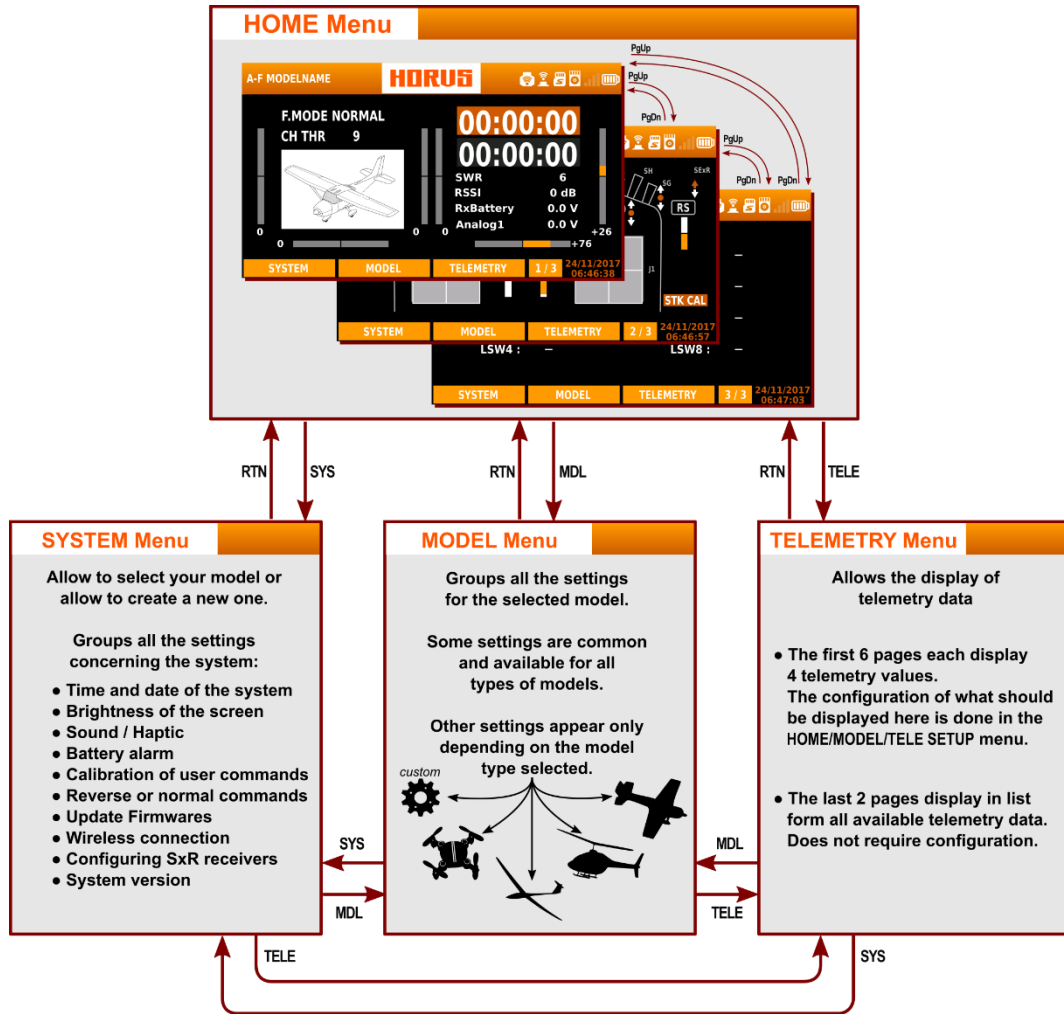 HOME Menu
PgUp
A-F MODELNAME
HORUS
PgUp
PgDn
F.MODE NORMAL
CH THR 9
00:00:00
00:00:00
SWR 6
RSSI 0 dB
RxBattery 0.0 V
Analog1 0.0 V
0
0
0
0
+76
+26
SYSTEM
MODEL
TELEMETRY
1 / 3
24/11/2017
06:46:38
PgUp
PgDn
PgDn
SH
SG
SExR
RS
J1
STK CAL
SYSTEM
MODEL
TELEMETRY
2 / 3
24/11/2017
06:46:57
–
–
–
LSW4 : –
LSW8 : –
SYSTEM
MODEL
TELEMETRY
3 / 3
24/11/2017
06:47:03
RTN
SYS
RTN
MDL
RTN
TELE
SYSTEM Menu
Allow to select your model or
allow to create a new one.
Groups all the settings
concerning the system:
● Time and date of the system
● Brightness of the screen
● Sound / Haptic
● Battery alarm
● Calibration of user commands
● Reverse or normal commands
● Update Firmwares
● Wireless connection
● Configuring SxR receivers
● System version
SYS
MDL
MODEL Menu
Groups all the settings
for the selected model.
Some settings are common
and available for all
types of models.
Other settings appear only
depending on the model
type selected.
custom
MDL
TELE
TELEMETRY Menu
Allows the display of
telemetry data
● The first 6 pages each display
4 telemetry values.
The configuration of what should
be displayed here is done in the
HOME/MODEL/TELE SETUP menu.
● The last 2 pages display in list
form all available telemetry data.
Does not require configuration.
TELE
SYS